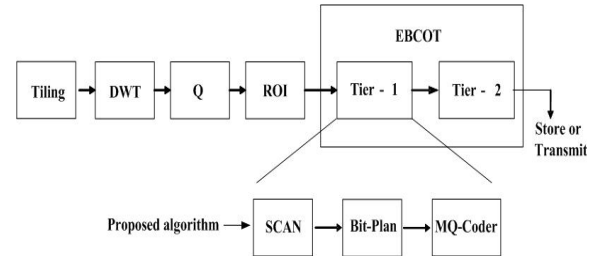 EBCOT
Tiling
DWT
Q
ROI
Tier - 1
Tier - 2
Store or
Transmit
Proposed algorithm
SCAN
Bit-Plan
MQ-Coder